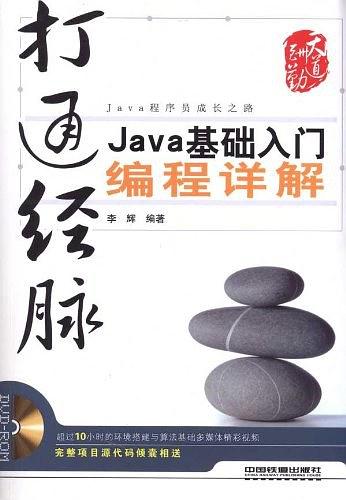 打通经脉
天道酬勤
Java程序员成长之路
Java基础入门
编程详解
李 辉 编著
DVD-ROM
超过10小时的环境搭建与算法基础多媒体精彩视频
完整项目源代码倾囊相送
中国铁道出版社
CHINA RAILWAY PUBLISHING HOUSE